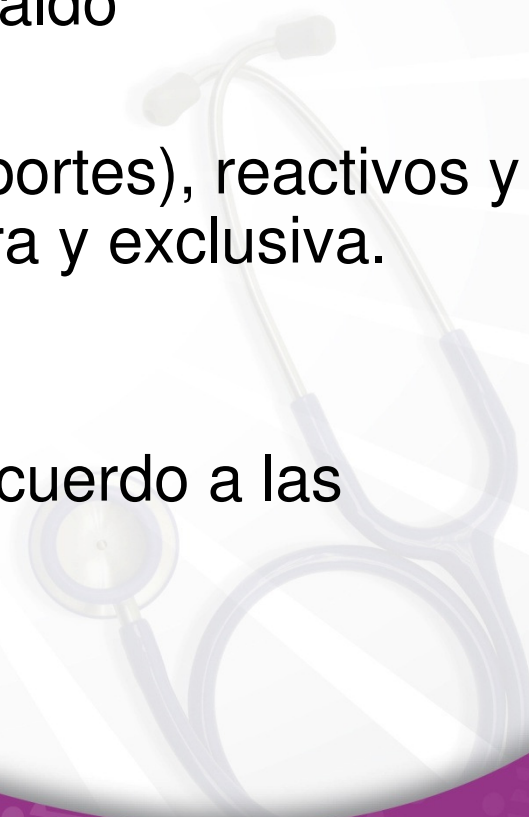 aldo
portes), reactivos y
ra y exclusiva.
cuerdo a las